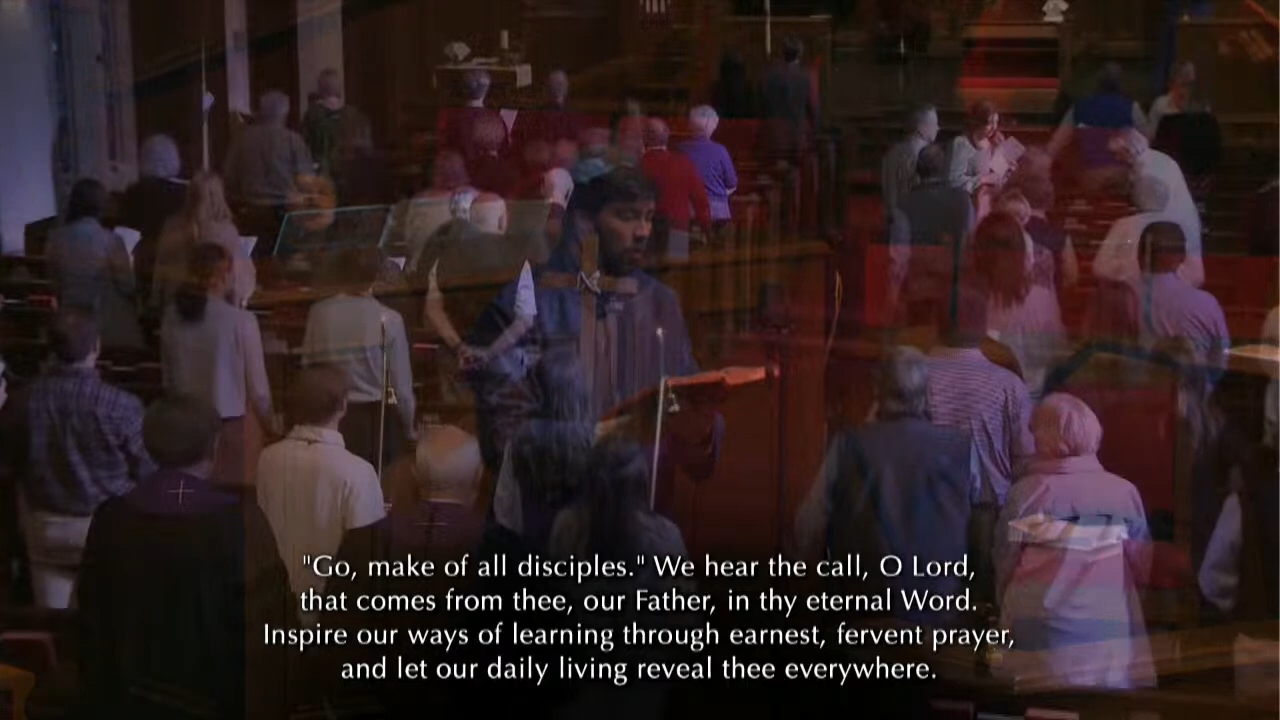 "Go, make of all disciples." We hear the call, O Lord,
that comes from thee, our Father, in thy eternal Word.
Inspire our ways of learning through earnest, fervent prayer,
and let our daily living reveal thee everywhere.